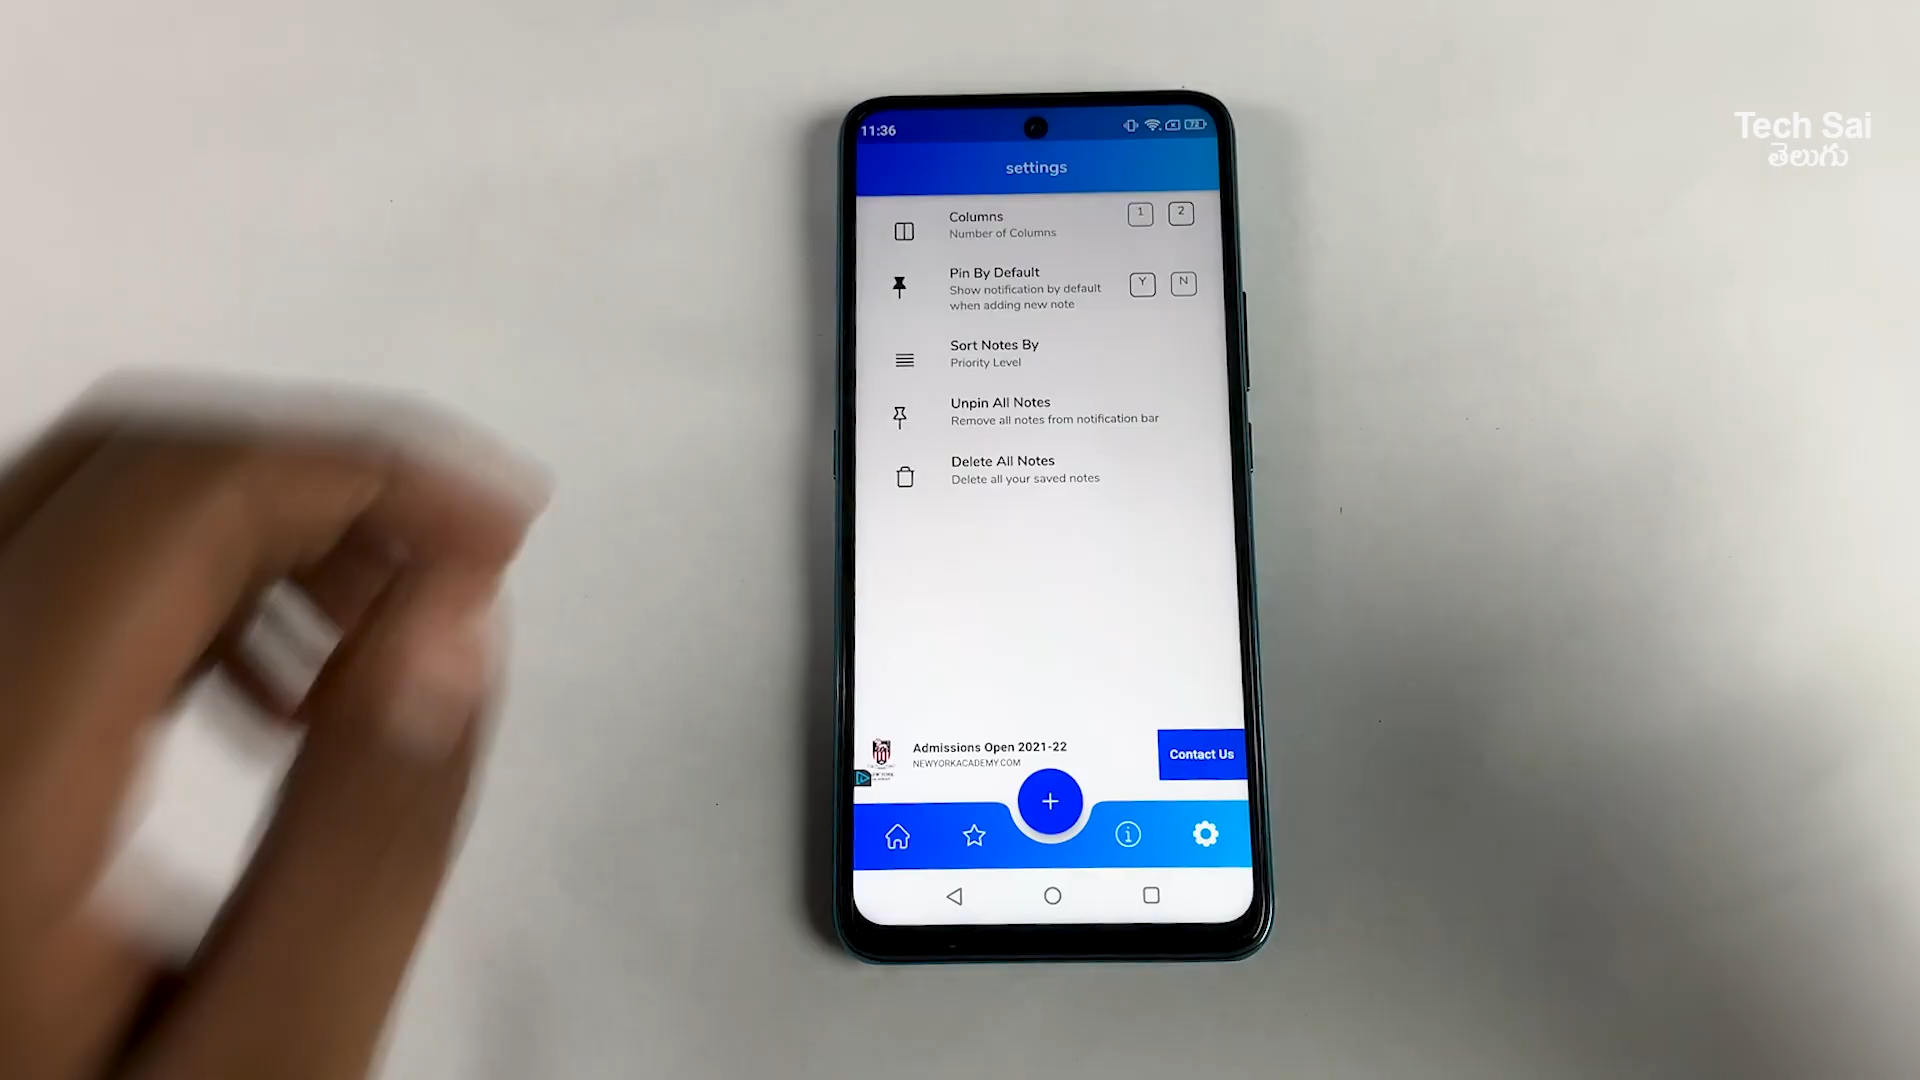 Tech Sai
తెలుగు
11:36
72
settings
Columns
Number of Columns
1 2
Pin By Default
Show notification by default
when adding new note
Y N
Sort Notes By
Priority Level
Unpin All Notes
Remove all notes from notification bar
Delete All Notes
Delete all your saved notes
Admissions Open 2021-22
NEWYORKACADEMY.COM
Contact Us